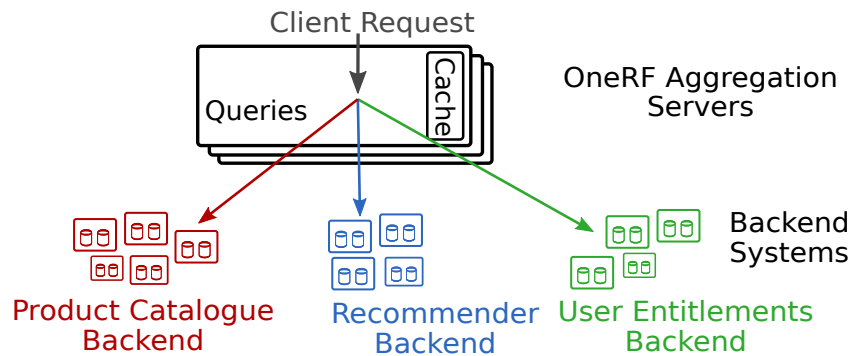 Client Request
Queries
Cache
OneRF Aggregation
Servers
Backend
Systems
Product Catalogue
Backend
Recommender
Backend
User Entitlements
Backend